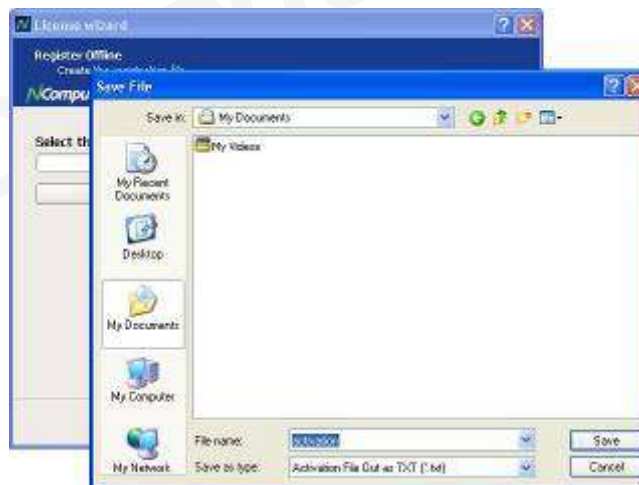 License wizard
Register Offline
Create the
NCompu
Select th
Save File
Save in:
My Documents
My Videos
My Recent
Documents
Desktop
My Documents
My Computer
My Network
File name:
activation
Save as type:
Activation File Out as TXT (*.txt)
Save
Cancel